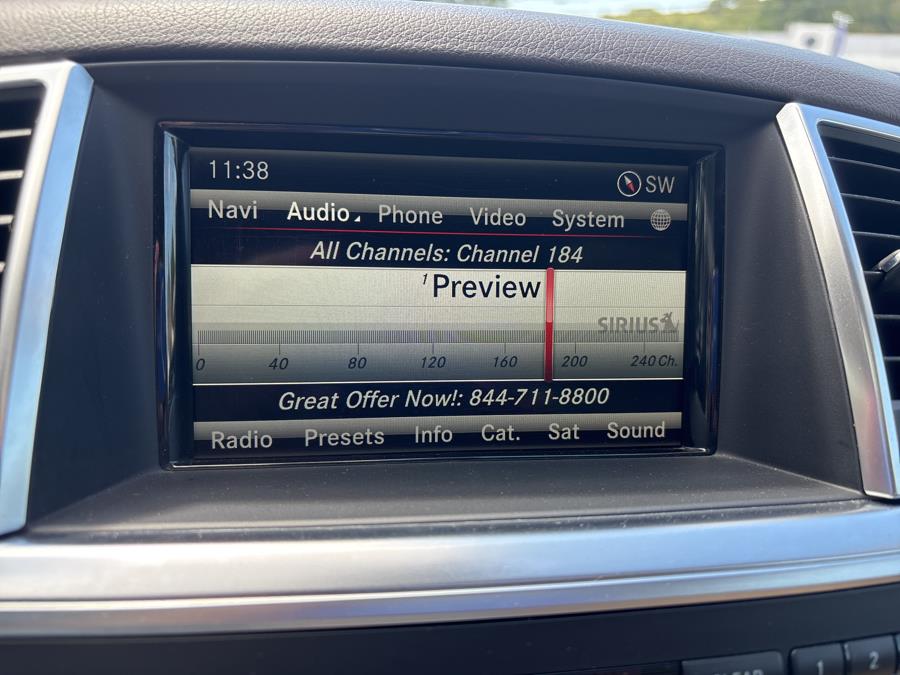 11:38 SW
Navi Audio Phone Video System
All Channels: Channel 184
1 Preview
SIRIUS
0 40 80 120 160 200 240 Ch.
Great Offer Now!: 844-711-8800
Radio Presets Info Cat. Sat Sound
1 2